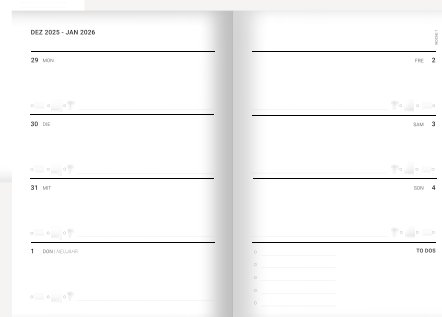 DEZ 2025 - JAN 2026
29 MON
30 DIE
31 MIT
1 DON | NEUJAHR
FRE 2
SAM 3
SON 4
TO DOS